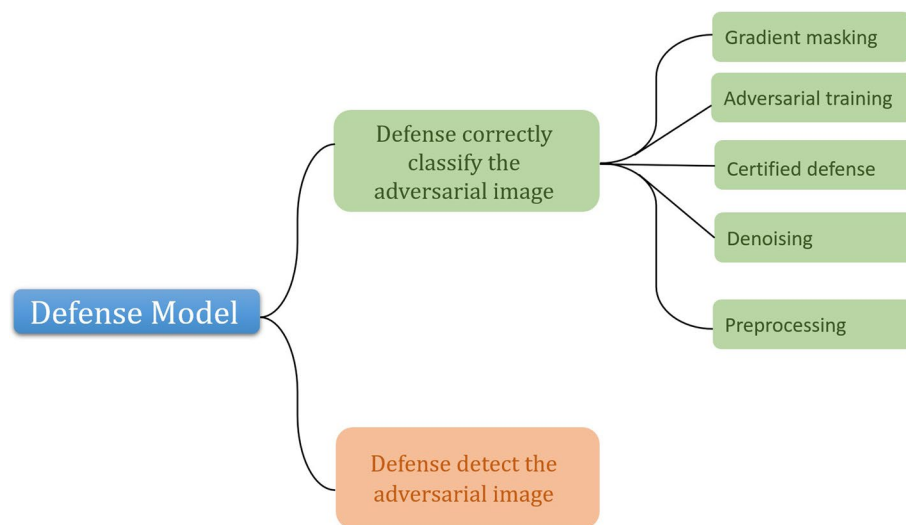 Defense Model
Defense correctly
classify the
adversarial image
Gradient masking
Adversarial training
Certified defense
Denoising
Preprocessing
Defense detect the
adversarial image